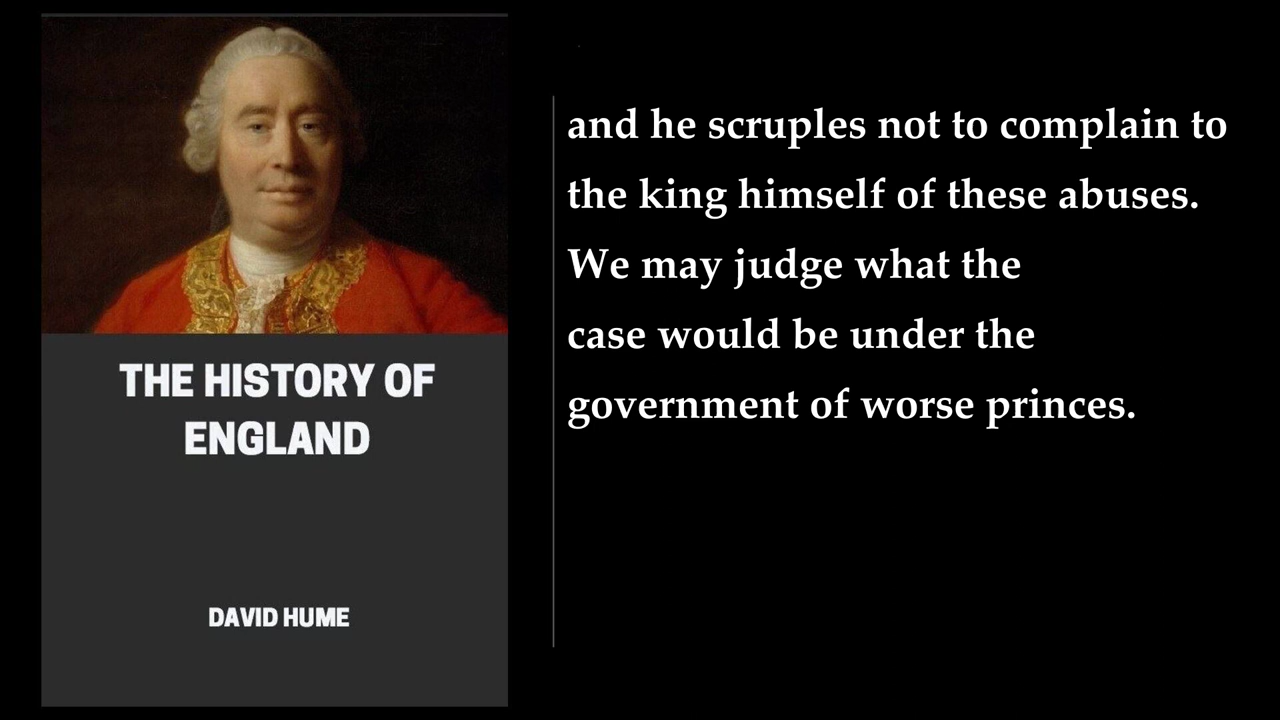 THE HISTORY OF
ENGLAND
DAVID HUME
and he scruples not to complain to
the king himself of these abuses.
We may judge what the
case would be under the
government of worse princes.